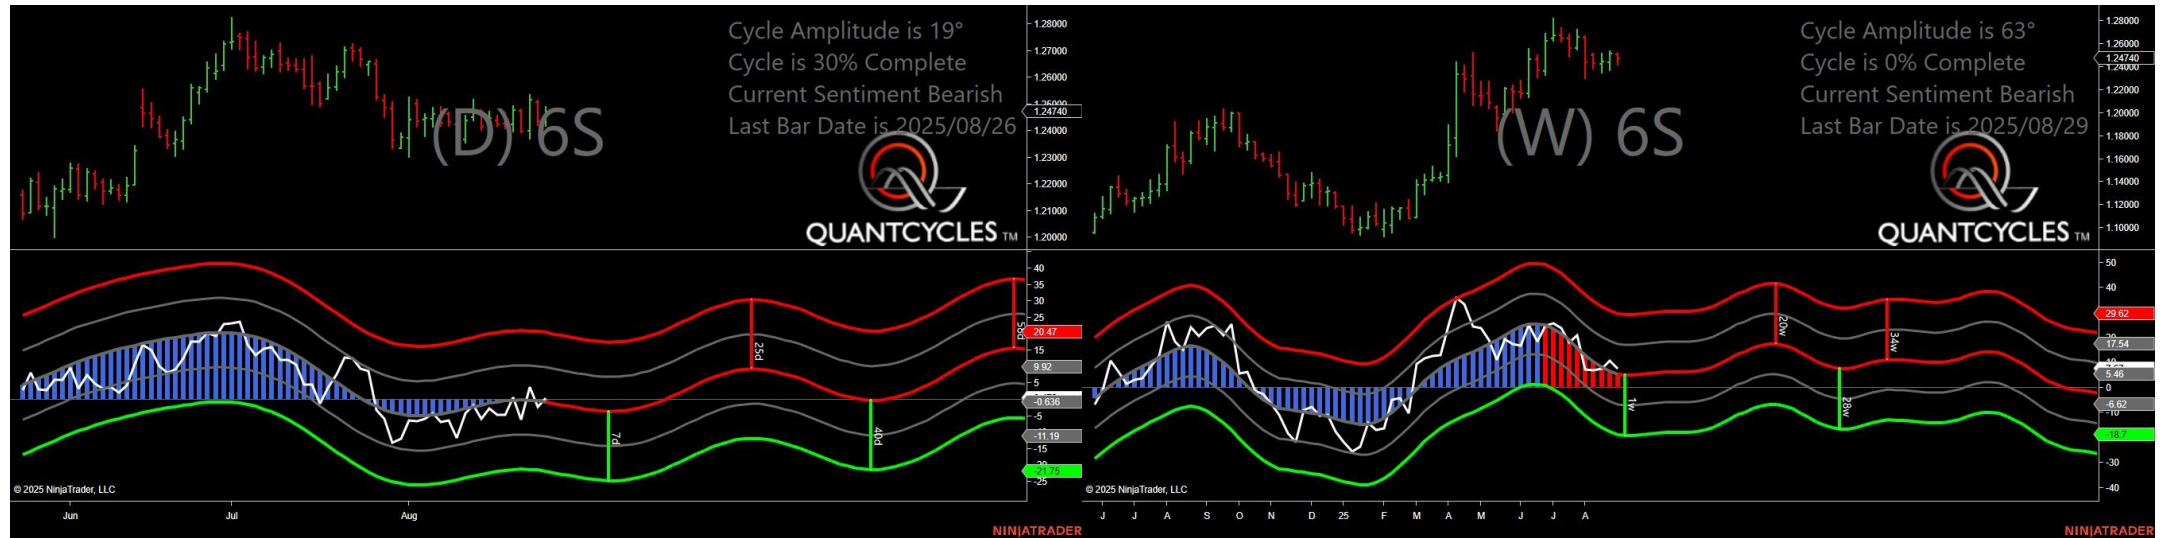 Cycle Amplitude is 19°
Cycle is 30% Complete
Current Sentiment Bearish
Last Bar Date is 2025/08/26
(D) 6S
QUANTCYCLES TM
1.28000
1.27000
1.26000
1.25000
1.24740
1.24000
1.23000
1.22000
1.21000
1.20000
40
35
30
25
20.47
15
9.92
5
-0.636
-5
-11.19
-15
-21.75
-25
7d
25d
40d
58d
© 2025 NinjaTrader, LLC
Jun
Jul
Aug
NINJATRADER
Cycle Amplitude is 63°
Cycle is 0% Complete
Current Sentiment Bearish
Last Bar Date is 2025/08/29
(W) 6S
QUANTCYCLES TM
1.28000
1.26000
1.24740
1.24000
1.22000
1.20000
1.18000
1.16000
1.14000
1.12000
1.10000
50
40
29.62
20
17.54
5.46
0
-6.62
-10
-18.7
-30
-40
1w
20w
28w
34w
© 2025 NinjaTrader, LLC
J
J
A
S
O
N
D
25
F
M
A
M
J
J
A
NINJATRADER